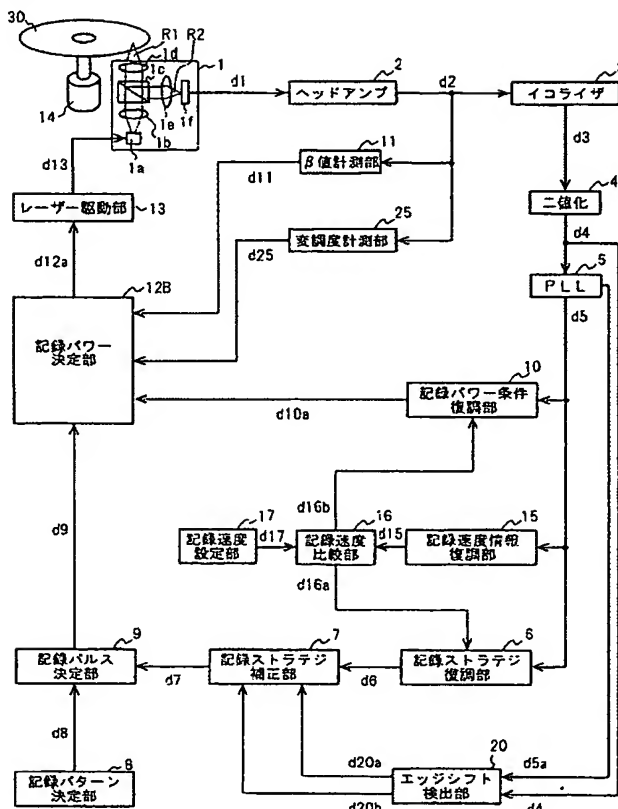 30
R1
1d
R2
1c
1
14
1e
1f
1b
1a
d1
2
ヘッドアンプ
d2
イコライザ
d3
4
二値化
d4
5
PLL
d5
11
β値計測部
d11
25
変調度計測部
d25
d13
レーザー駆動部
13
d12a
12B
記録パワー
決定部
10
記録パワー条件
復調部
d10a
d16b
17
記録速度
設定部
d17
16
記録速度
比較部
d15
15
記録速度情報
復調部
d16a
d9
9
記録パルス
決定部
d7
7
記録ストラテジ
補正部
d6
6
記録ストラテジ
復調部
d8
8
記録パターン
決定部
d20a
d20b
20
エッジシフト
検出部
d5a
d4